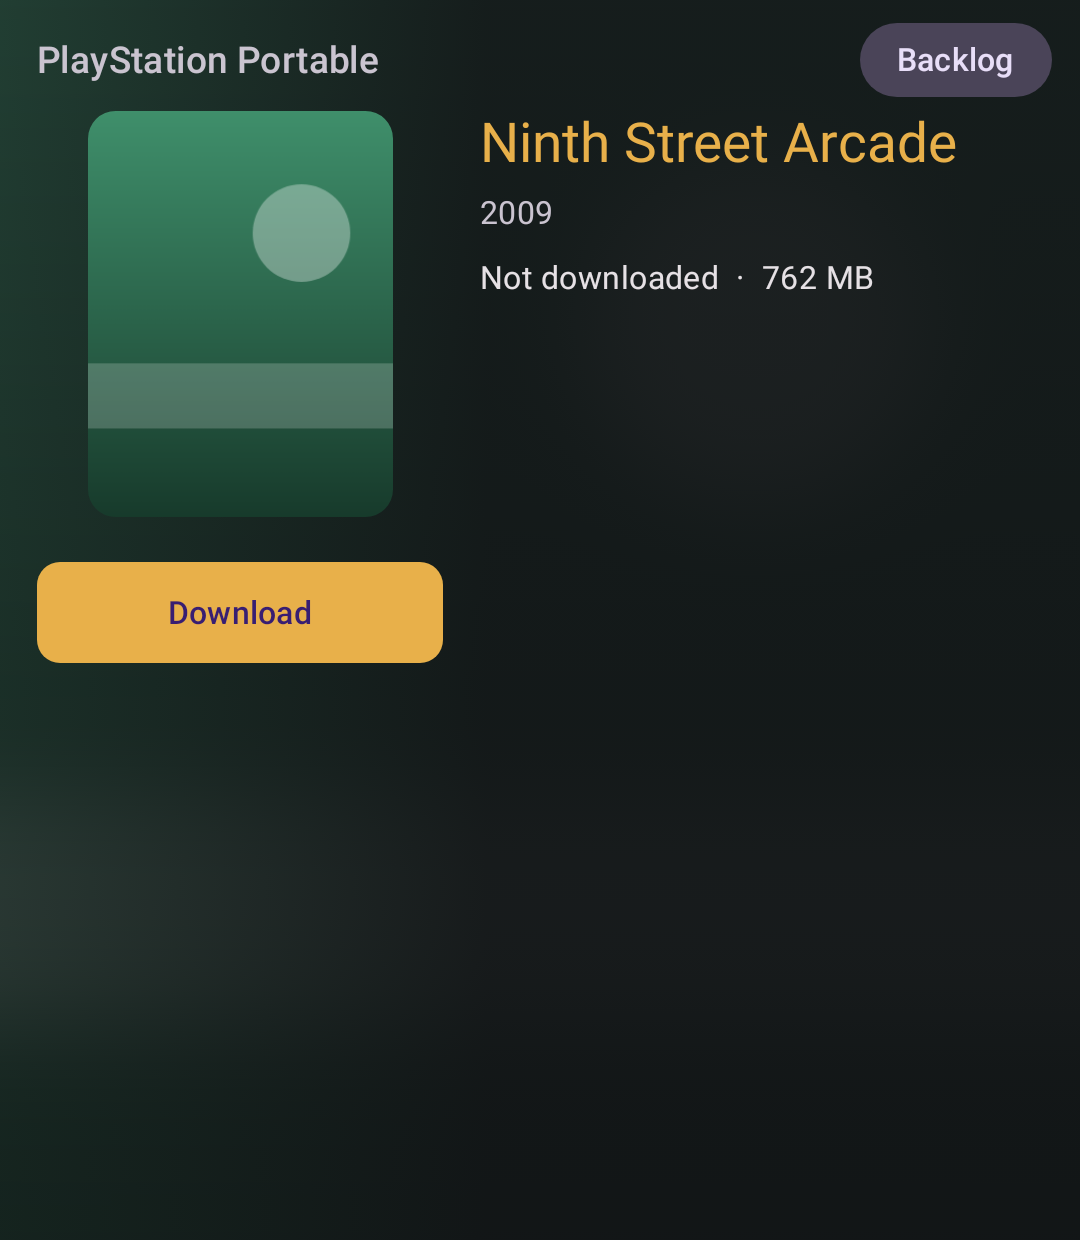 PlayStation Portable
Backlog
Ninth Street Arcade
2009
Not downloaded · 762 MB
Download